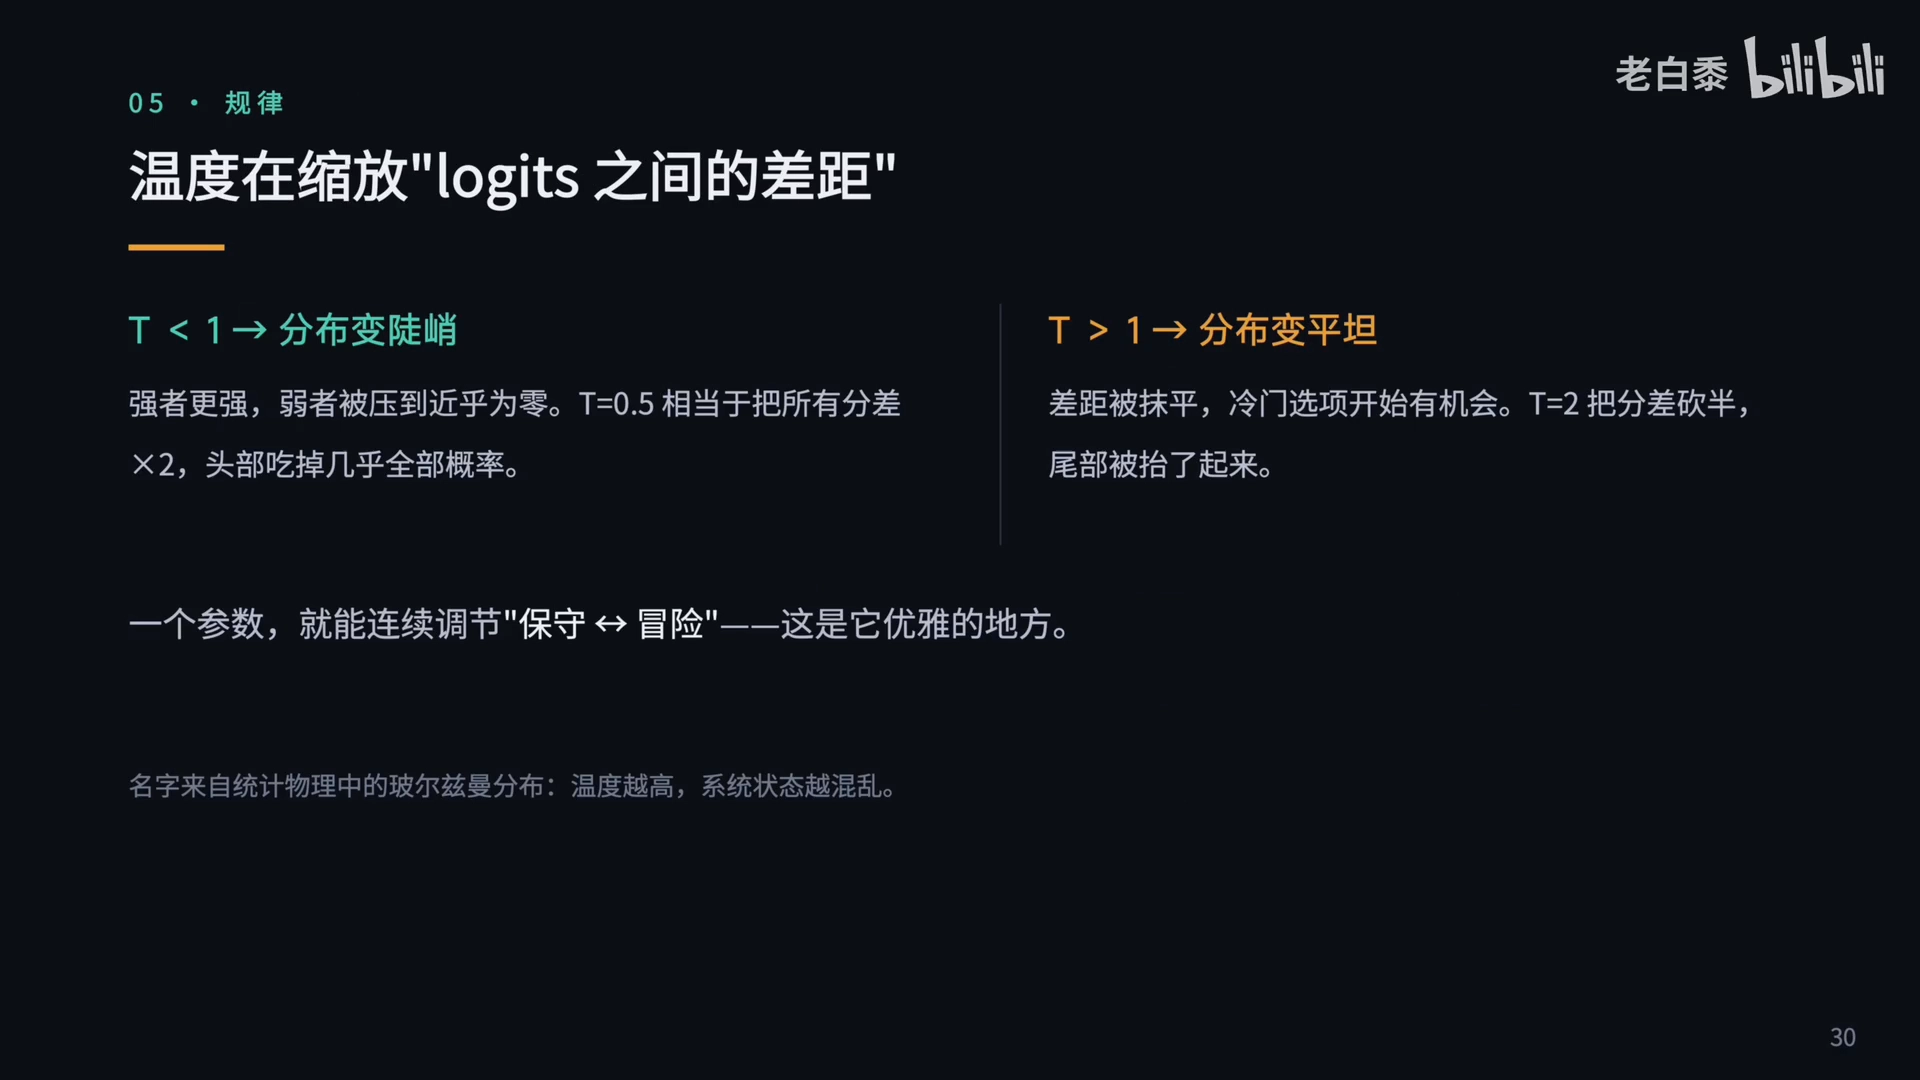 老白黍 bilibili
05 · 规律
温度在缩放"logits 之间的差距"
T < 1 → 分布变陡峭
强者更强，弱者被压到近乎为零。T=0.5 相当于把所有分差
×2，头部吃掉几乎全部概率。
T > 1 → 分布变平坦
差距被抹平，冷门选项开始有机会。T=2 把分差砍半，
尾部被抬了起来。
一个参数，就能连续调节"保守 ↔ 冒险"——这是它优雅的地方。
名字来自统计物理中的玻尔兹曼分布：温度越高，系统状态越混乱。
30